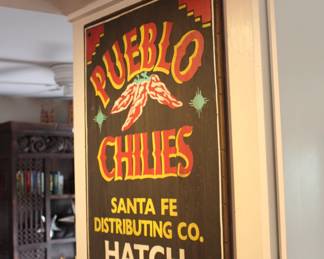 PUEBLO
CHILIES
SANTA FE
DISTRIBUTING CO.
HATCH